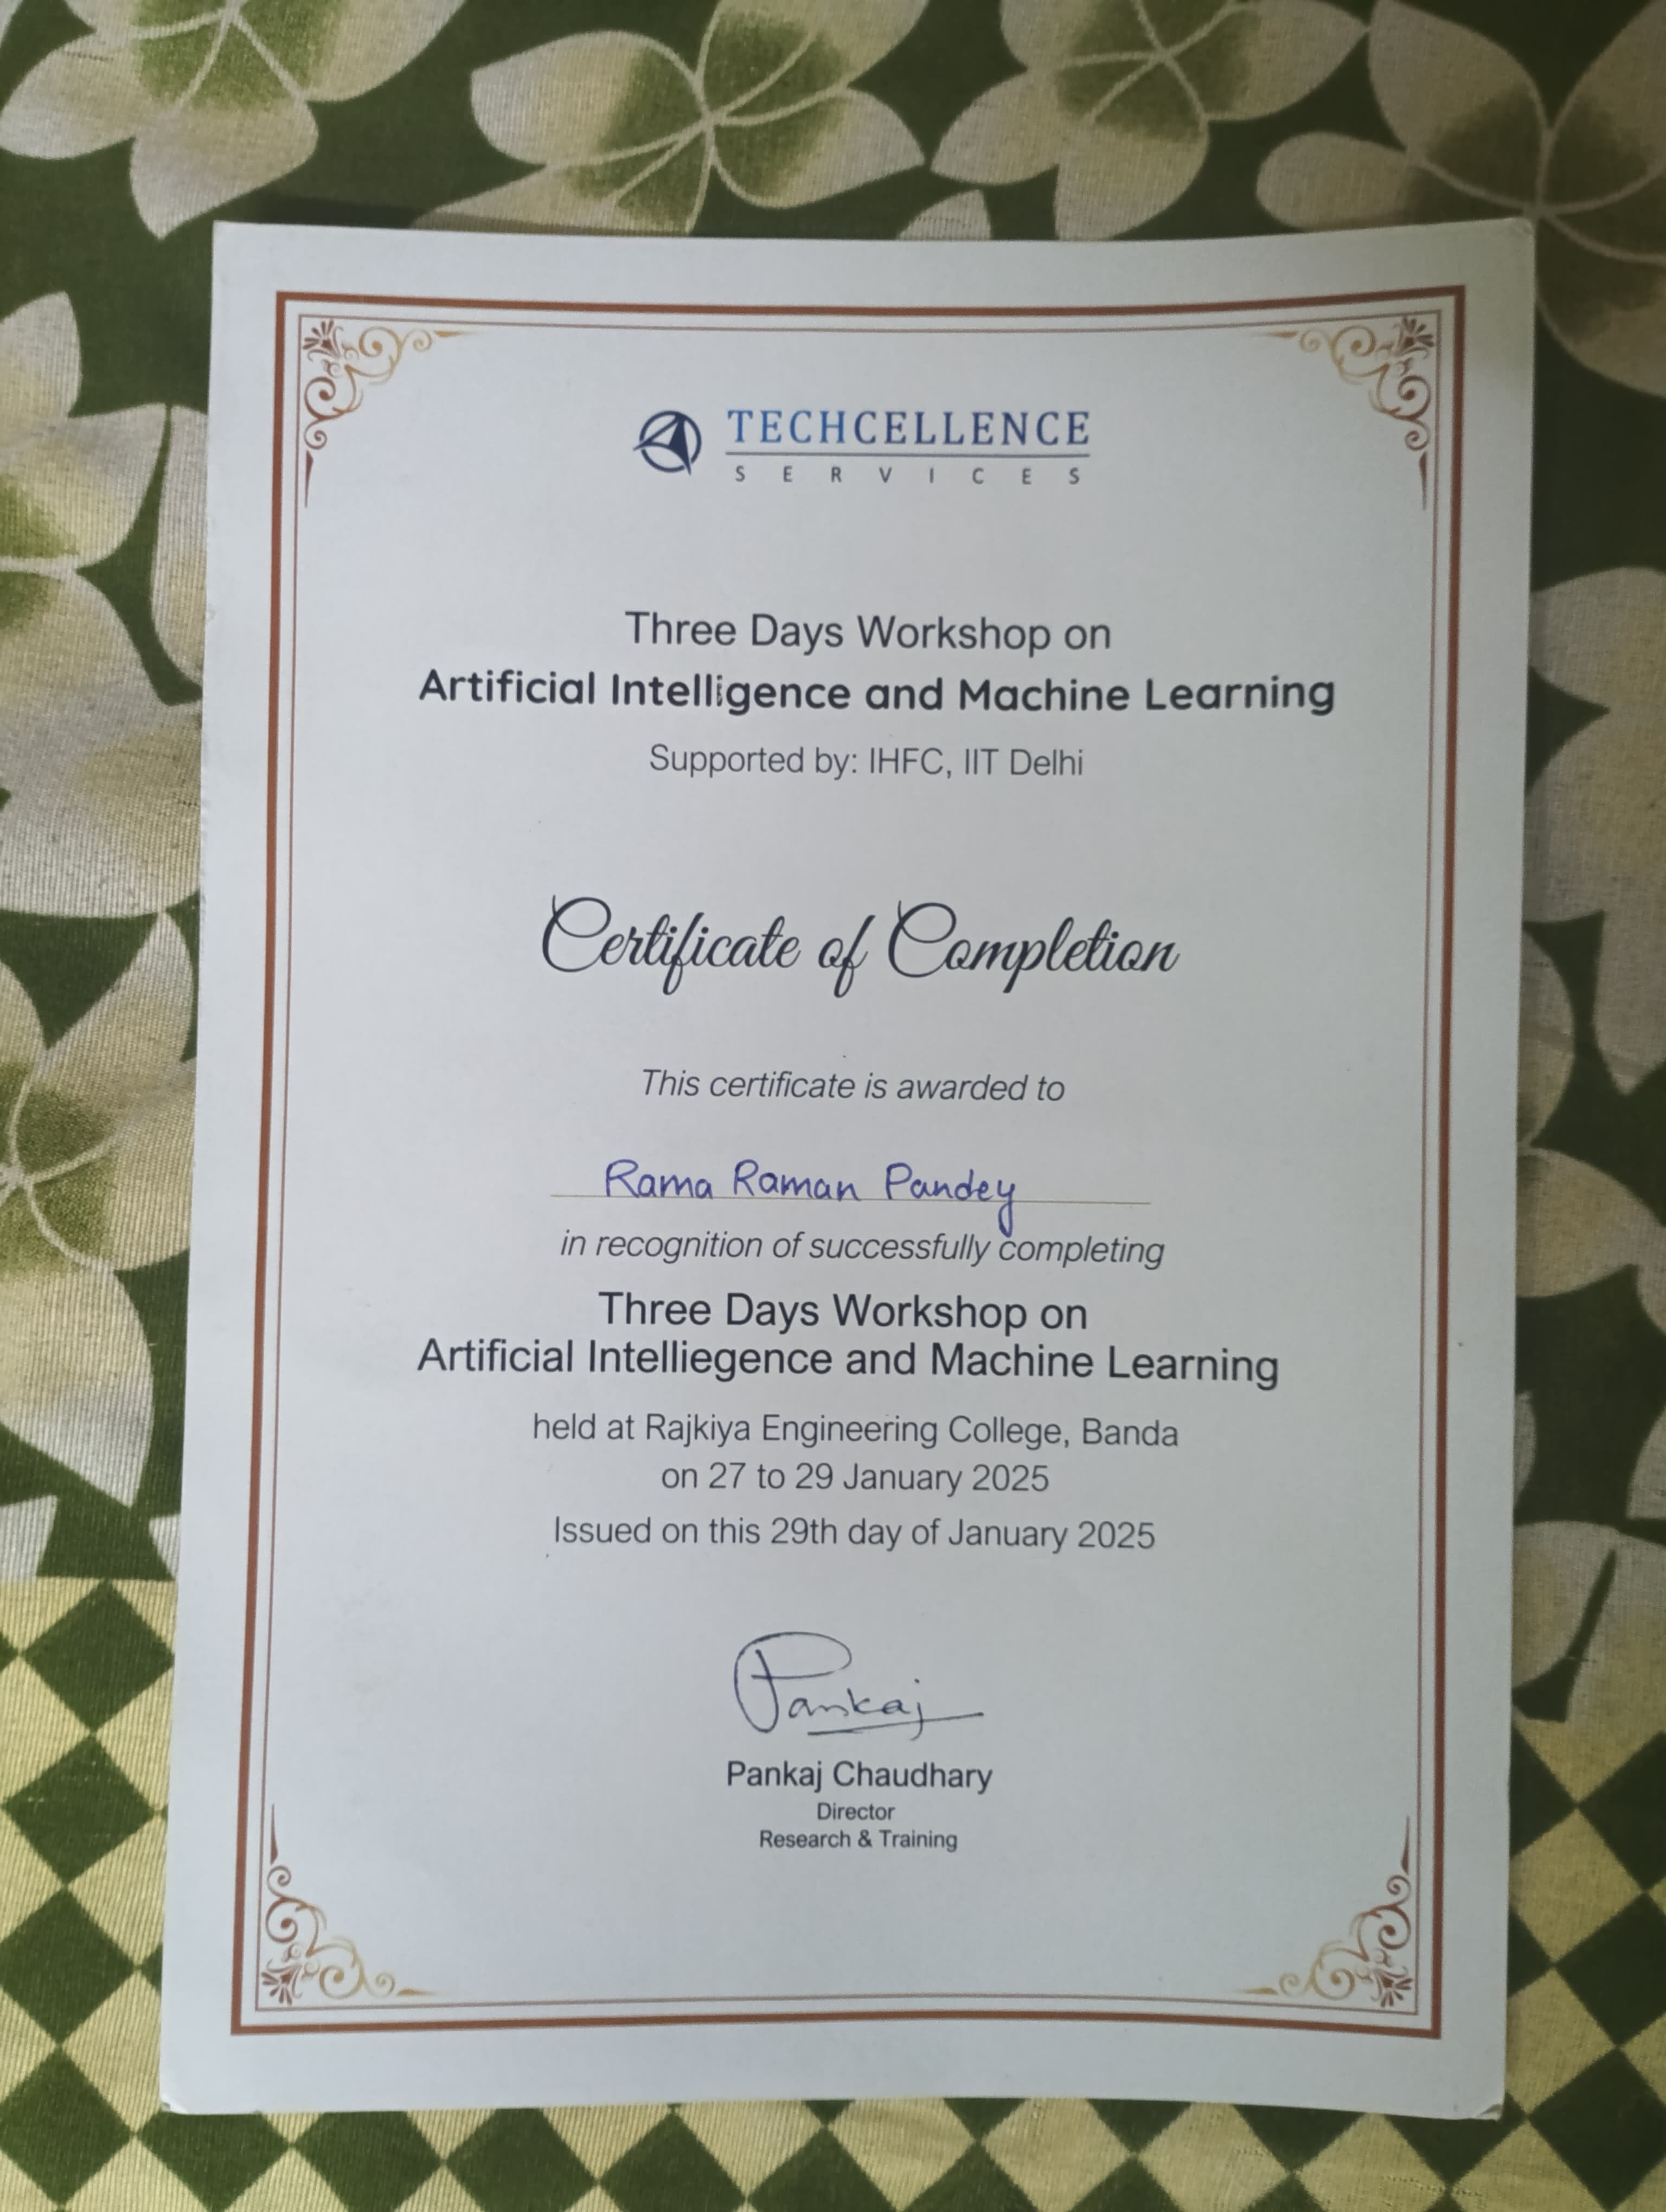 TECHCELLENCE
SERVICES
Three Days Workshop on
Artificial Intelligence and Machine Learning
Supported by: IHFC, IIT Delhi
Certificate of Completion
This certificate is awarded to
Rama Raman Pandey
in recognition of successfully completing
Three Days Workshop on
Artificial Intelliegence and Machine Learning
held at Rajkiya Engineering College, Banda
on 27 to 29 January 2025
Issued on this 29th day of January 2025
Pankaj
Pankaj Chaudhary
Director
Research & Training